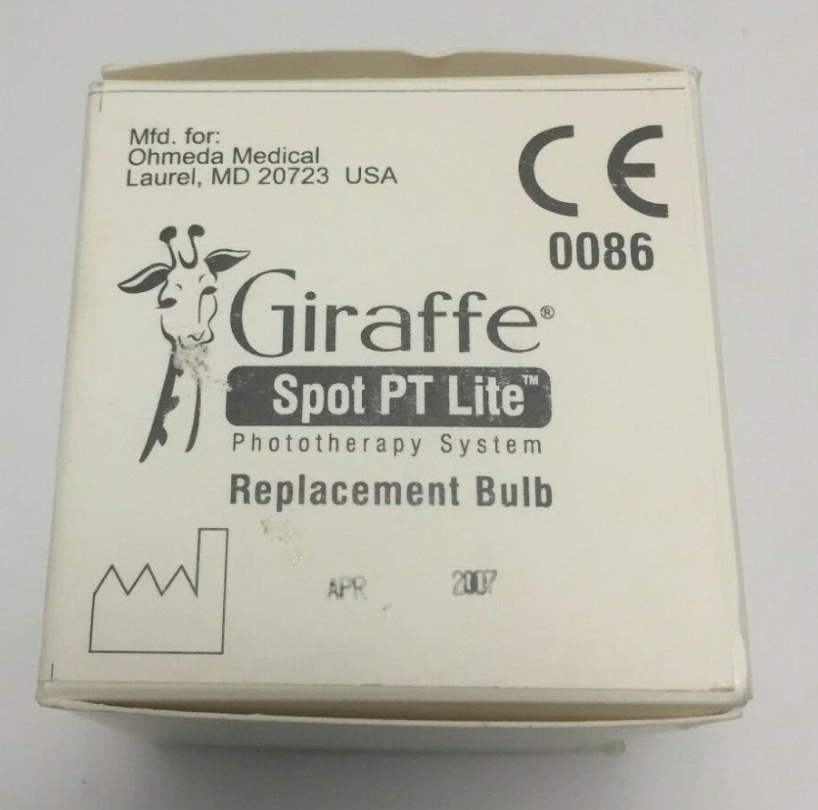 Mfd. for:
Ohmeda Medical
Laurel, MD 20723 USA
CE
0086
Giraffe®
Spot PT Lite™
Phototherapy System
Replacement Bulb
APR 2007